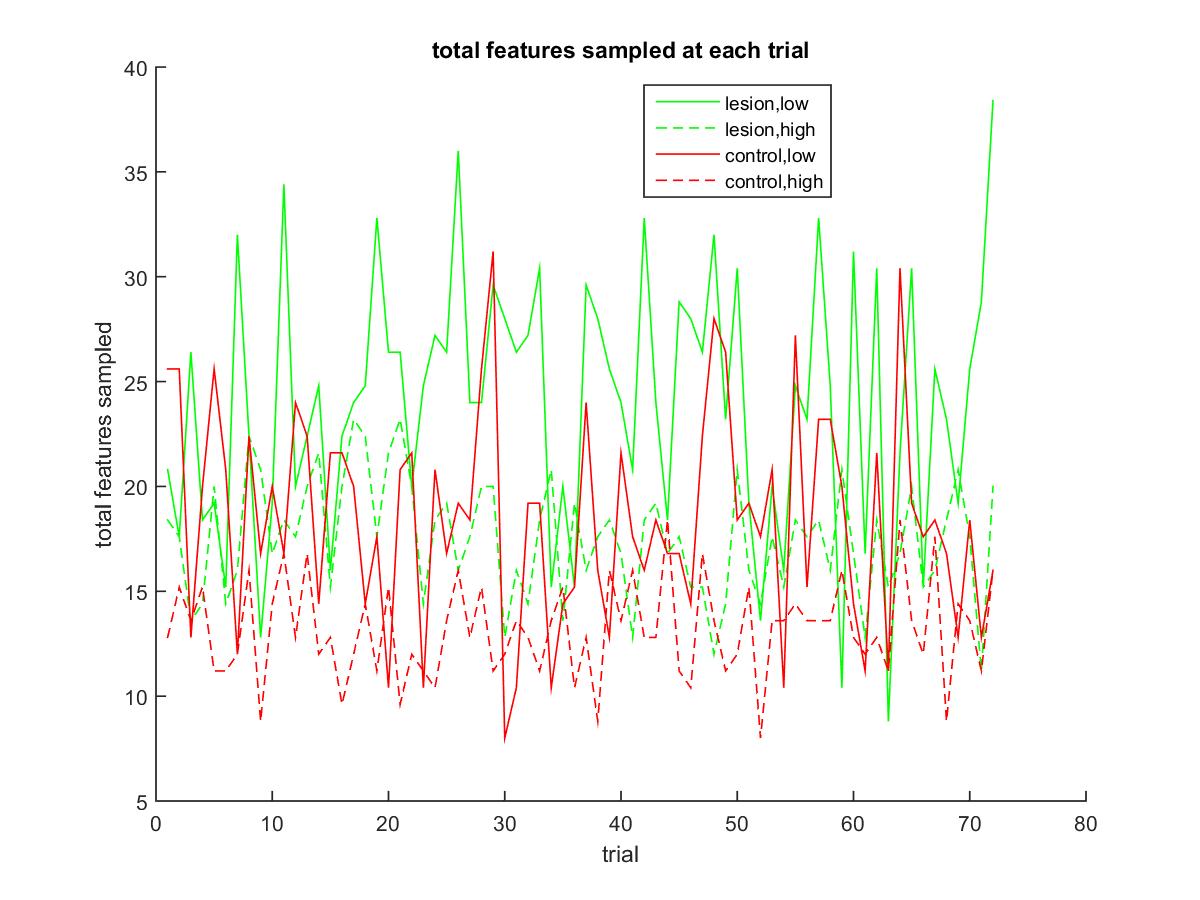 total features sampled at each trial
lesion,low
lesion,high
control,low
control,high
total features sampled
40
35
30
25
20
15
10
5
0 10 20 30 40 50 60 70 80
trial